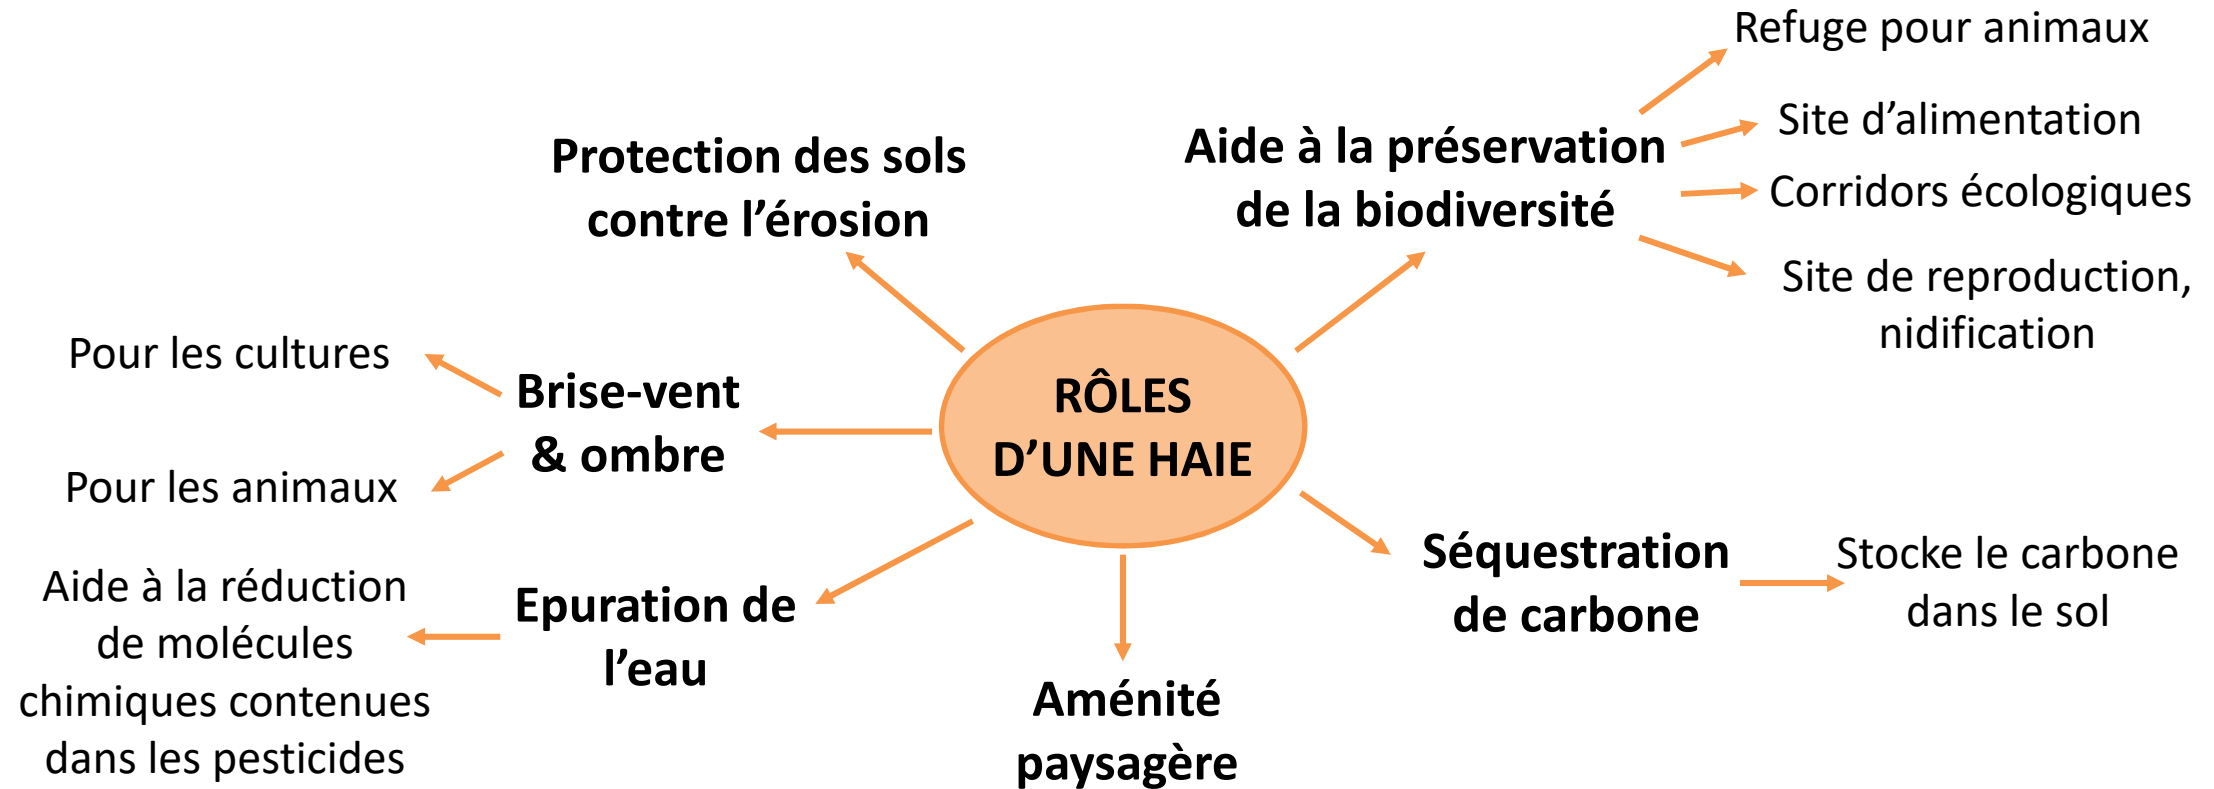 Refuge pour animaux
Site d’alimentation
Corridors écologiques
Site de reproduction,
nidification
Aide à la préservation
de la biodiversité
Protection des sols
contre l’érosion
Pour les cultures
Pour les animaux
Brise-vent
& ombre
RÔLES
D’UNE HAIE
Aide à la réduction
de molécules
chimiques contenues
dans les pesticides
Epuration de
l’eau
Aménité
paysagère
Séquestration
de carbone
Stocke le carbone
dans le sol